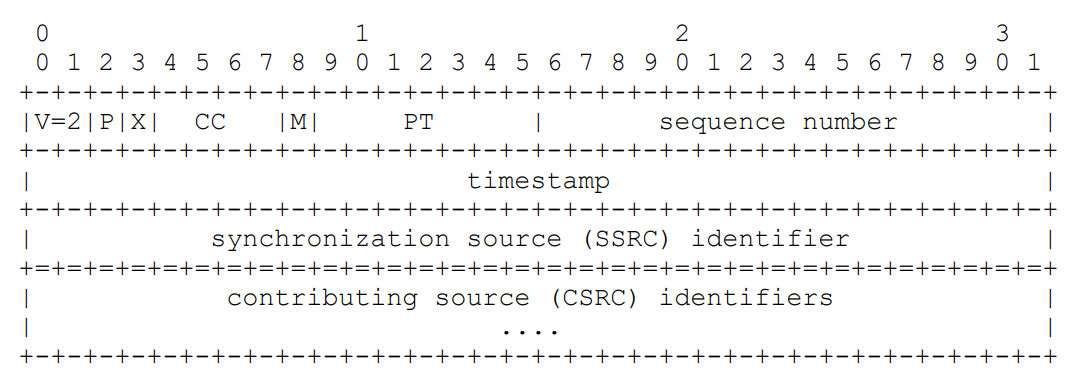 0                   1                   2                   3
 0 1 2 3 4 5 6 7 8 9 0 1 2 3 4 5 6 7 8 9 0 1 2 3 4 5 6 7 8 9 0 1
+-+-+-+-+-+-+-+-+-+-+-+-+-+-+-+-+-+-+-+-+-+-+-+-+-+-+-+-+-+-+-+-+
|V=2|P|X|  CC   |M|     PT      |       sequence number         |
+-+-+-+-+-+-+-+-+-+-+-+-+-+-+-+-+-+-+-+-+-+-+-+-+-+-+-+-+-+-+-+-+
|                           timestamp                           |
+-+-+-+-+-+-+-+-+-+-+-+-+-+-+-+-+-+-+-+-+-+-+-+-+-+-+-+-+-+-+-+-+
|           synchronization source (SSRC) identifier            |
+=+=+=+=+=+=+=+=+=+=+=+=+=+=+=+=+=+=+=+=+=+=+=+=+=+=+=+=+=+=+=+=+
|            contributing source (CSRC) identifiers             |
|                             ....                              |
+-+-+-+-+-+-+-+-+-+-+-+-+-+-+-+-+-+-+-+-+-+-+-+-+-+-+-+-+-+-+-+-+